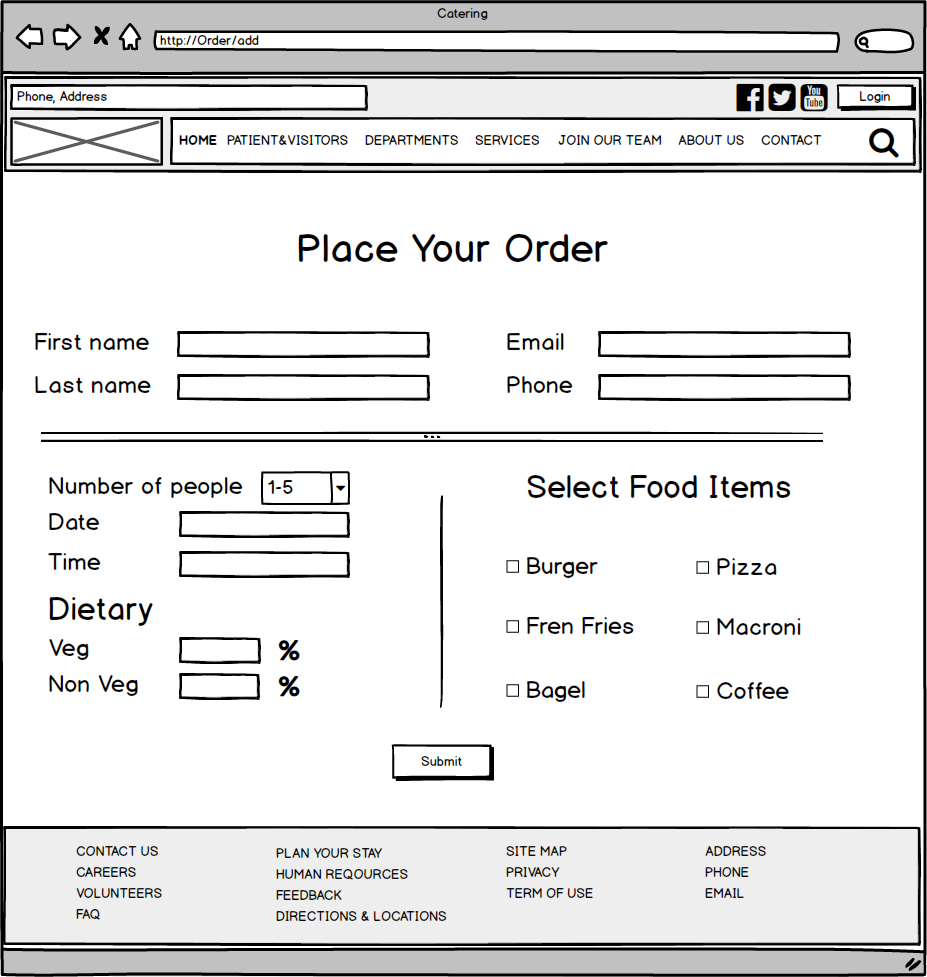 Catering
http://Order/add
Phone, Address
You
Tube
Login
HOME PATIENT&VISITORS DEPARTMENTS SERVICES JOIN OUR TEAM ABOUT US CONTACT
Place Your Order
First name
Email
Last name
Phone
Number of people 1-5
Select Food Items
Date
Time
Burger
Pizza
Dietary
Fren Fries
Macroni
Veg %
Non Veg %
Bagel
Coffee
Submit
CONTACT US
CAREERS
VOLUNTEERS
FAQ
PLAN YOUR STAY
HUMAN REQOURCES
FEEDBACK
DIRECTIONS & LOCATIONS
SITE MAP
PRIVACY
TERM OF USE
ADDRESS
PHONE
EMAIL